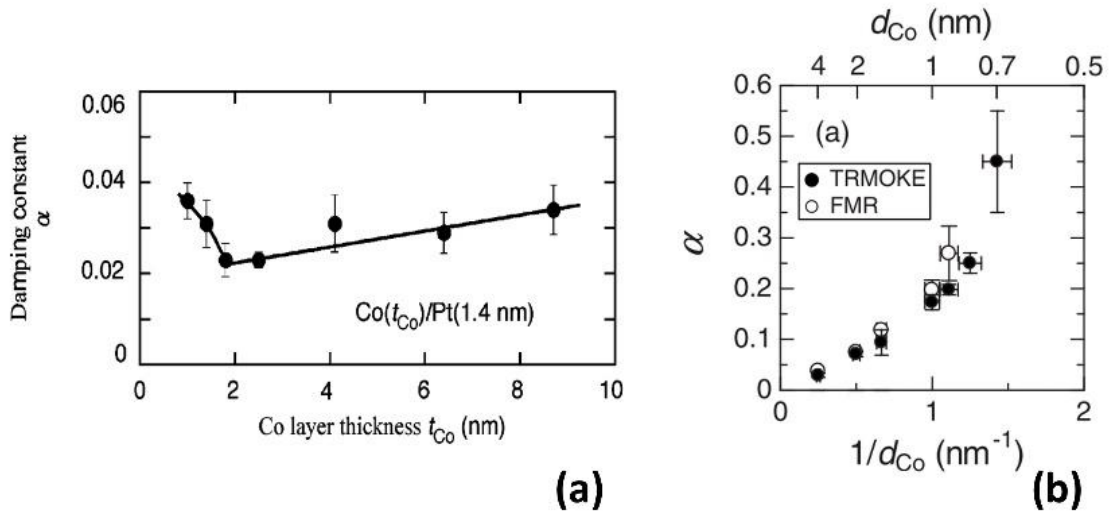 Damping constant
α
0.06
0.04
0.02
0
0 2 4 6 8 10
Co(tCo)/Pt(1.4 nm)
Co layer thickness tCo (nm)
(a)
dCo (nm)
4 2 1 0.7 0.5
0.6
0.5
0.4
0.3
0.2
0.1
0
α
(a)
TRMOKE
FMR
0 1 2
1/dCo (nm⁻¹)
(b)